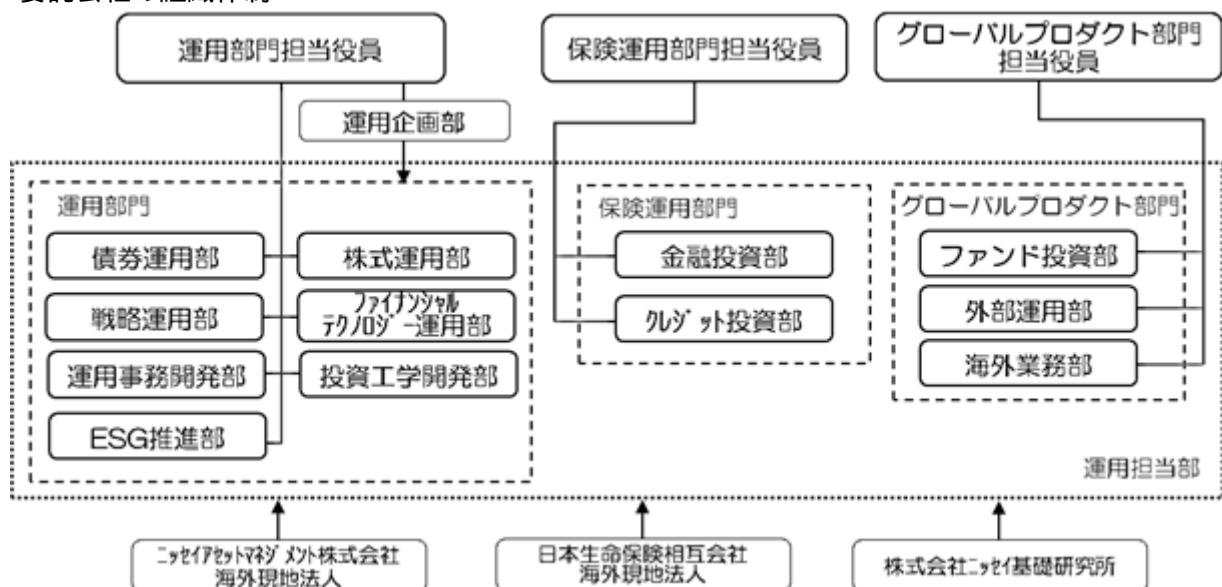 運用部門担当役員
保険運用部門担当役員
グローバルプロダクト部門
担当役員
運用企画部
運用部門
保険運用部門
グローバルプロダクト部門
債券運用部
株式運用部
金融投資部
ファンド投資部
戦略運用部
ファイナンシャル
テクノロジー運用部
クレジット投資部
外部運用部
運用事務開発部
投資工学開発部
海外業務部
ESG推進部
運用担当部
ニッセイアセットマネジメント株式会社
海外現地法人
日本生命保険相互会社
海外現地法人
株式会社ニッセイ基礎研究所